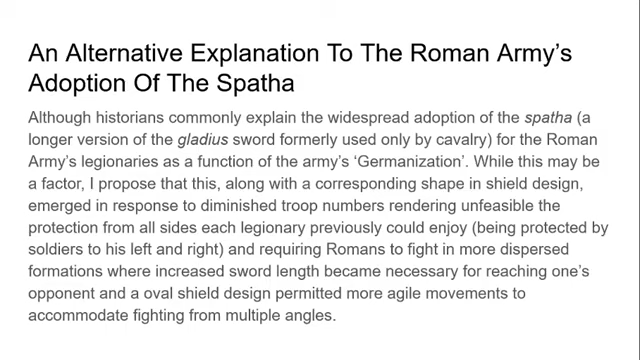 An Alternative Explanation To The Roman Army's
Adoption Of The Spatha
Although historians commonly explain the widespread adoption of the spatha (a
longer version of the gladius sword formerly used only by cavalry) for the Roman
Army's legionaries as a function of the army's 'Germanization'. While this may be
a factor, I propose that this, along with a corresponding shape in shield design,
emerged in response to diminished troop numbers rendering unfeasible the
protection from all sides each legionary previously could enjoy (being protected by
soldiers to his left and right) and requiring Romans to fight in more dispersed
formations where increased sword length became necessary for reaching one's
opponent and a oval shield design permitted more agile movements to
accommodate fighting from multiple angles.